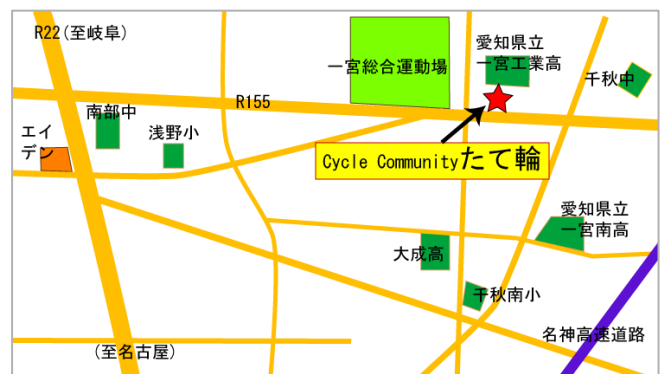 R22(至岐阜)
愛知県立
一宮工業高
一宮総合運動場
千秋中
R155
南部中
エイ
デン
浅野小
Cycle Communityたて輪
愛知県立
一宮南高
大成高
千秋南小
名神高速道路
(至名古屋)